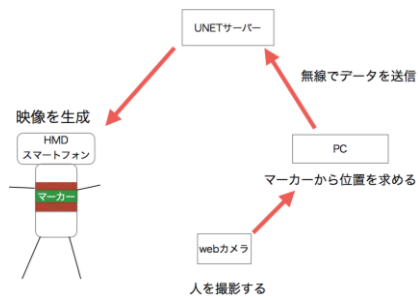 UNETサーバー
無線でデータを送信
映像を生成
HMD
スマートフォン
マーカー
PC
マーカーから位置を求める
webカメラ
人を撮影する